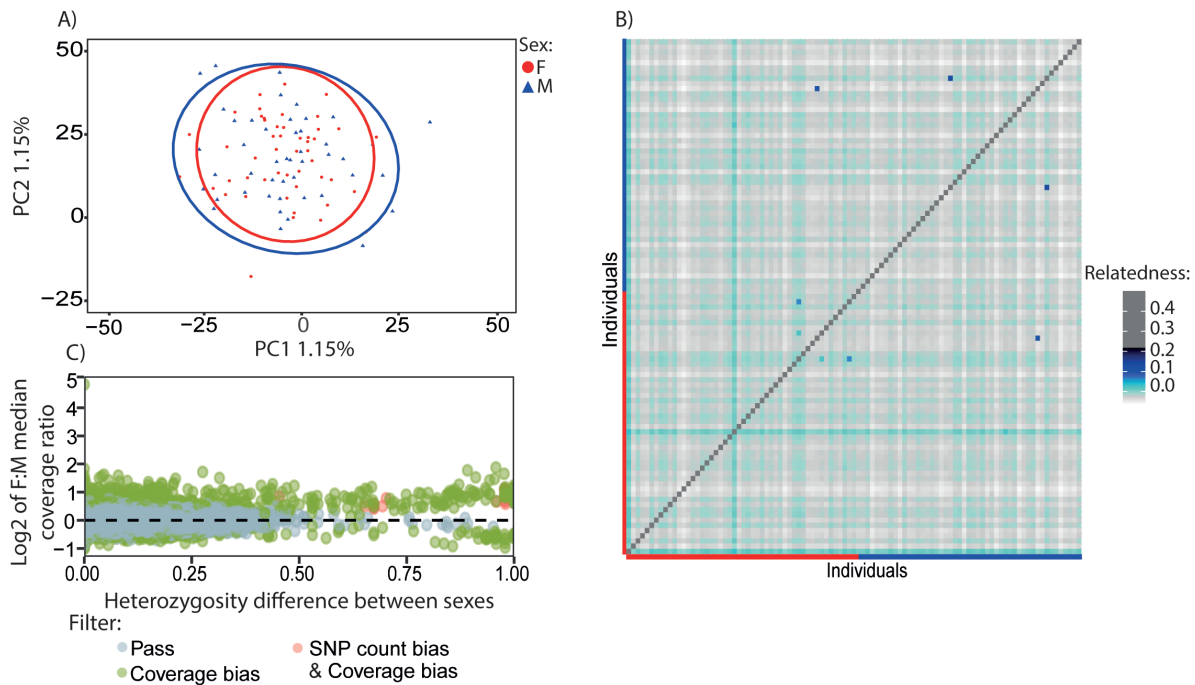 A)
Sex:
F
M
50
25
0
−25
−50
−25
0
25
50
PC2 1.15%
PC1 1.15%
B)
Individuals
Individuals
Relatedness:
0.4
0.3
0.2
0.1
0.0
C)
5
4
3
2
1
0
−1
0.00
0.25
0.50
0.75
1.00
Log2 of F:M median
coverage ratio
Heterozygosity difference between sexes
Filter:
Pass
Coverage bias
SNP count bias
& Coverage bias